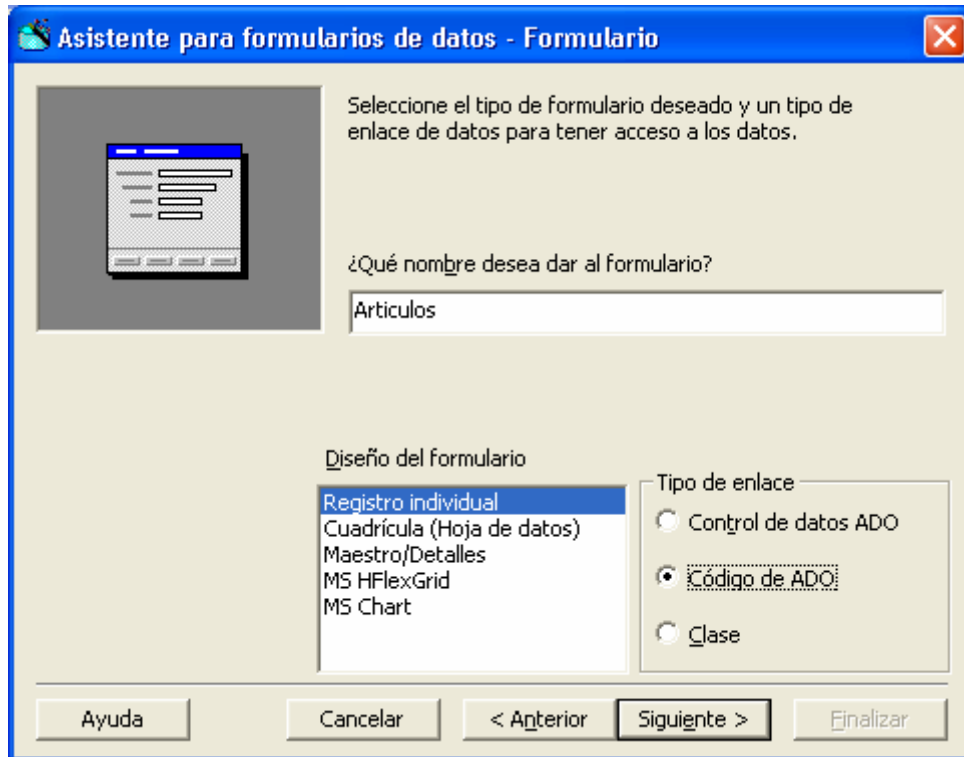 Asistente para formularios de datos - Formulario
Seleccione el tipo de formulario deseado y un tipo de
enlace de datos para tener acceso a los datos.
¿Qué nombre desea dar al formulario?
Articulos
Diseño del formulario
Registro individual
Cuadrícula (Hoja de datos)
Maestro/Detalles
MS HFlexGrid
MS Chart
Tipo de enlace
Control de datos ADO
Código de ADO
Clase
Ayuda
Cancelar
< Anterior
Siguiente >
Finalizar